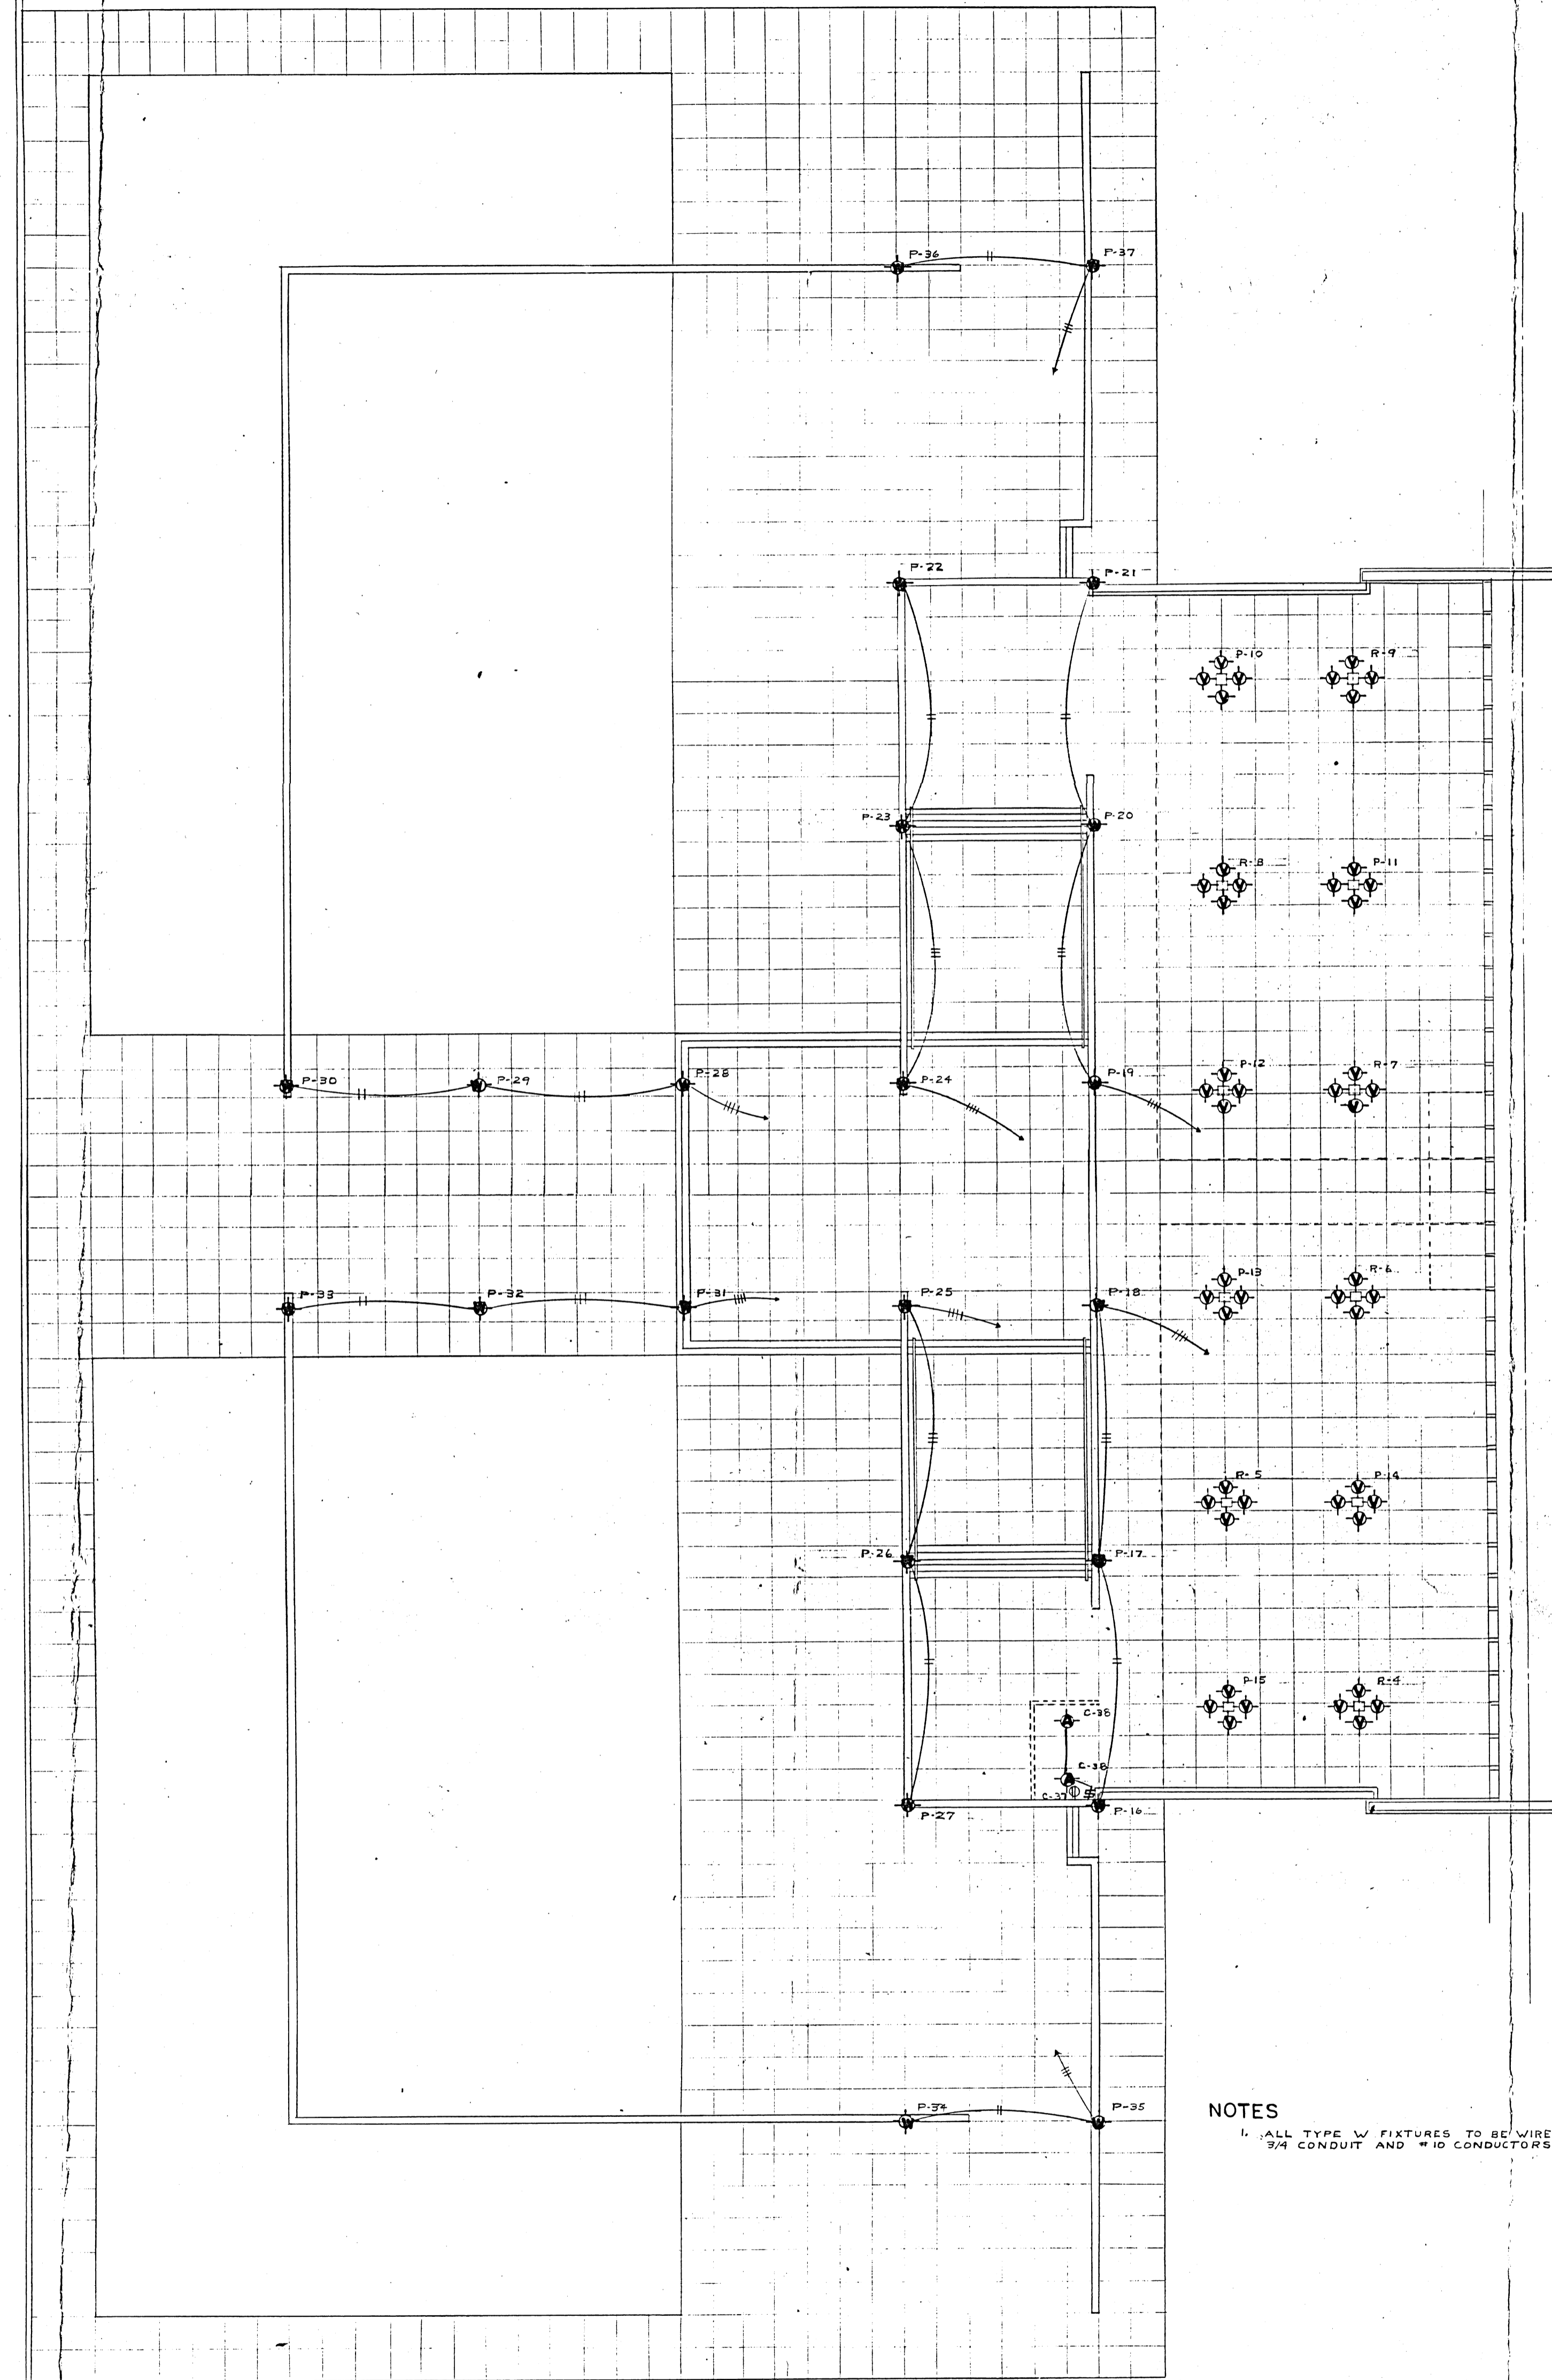 P-36
P-37
P-22
P-21
P-10
R-9
P-23
P-20
R-8
P-11
P-30
P-29
P-28
P-24
P-19
P-12
R-7
P-33
P-32
P-31
P-25
P-18
P-13
R-6
R-5
P-14
P-26
P-17
P-15
R-4
C-38
C-38
C-37
P-27
P-16
P-34
P-35
NOTES
1. ALL TYPE W FIXTURES TO BE WIRE
3/4 CONDUIT AND #10 CONDUCTORS